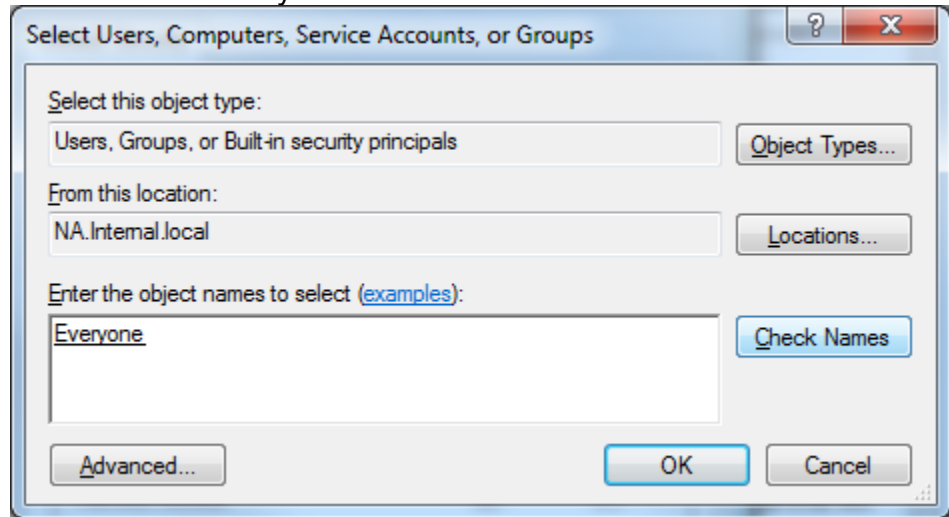 Select Users, Computers, Service Accounts, or Groups
Select this object type:
Users, Groups, or Built-in security principals
Object Types...
From this location:
NA.Internal.local
Locations...
Enter the object names to select (examples):
Everyone
Check Names
Advanced...
OK
Cancel